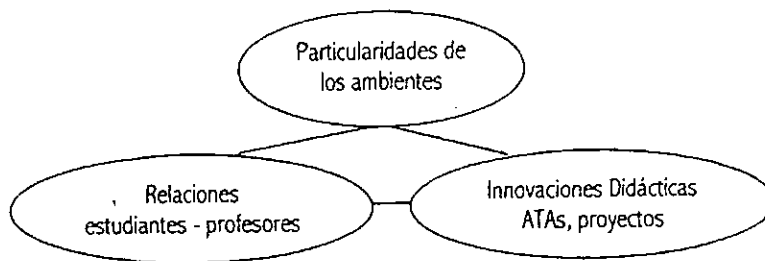 Particularidades de
los ambientes
Relaciones
estudiantes - profesores
Innovaciones Didácticas
ATAs, proyectos